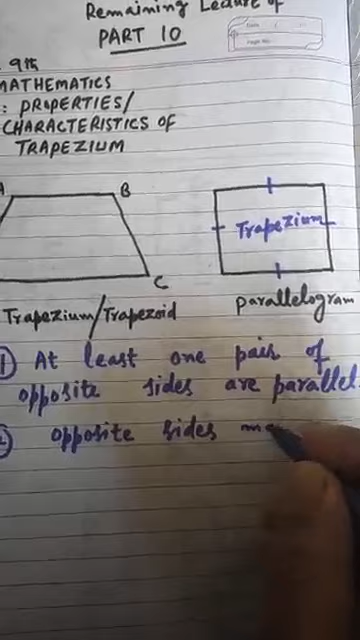 Remaining Lecture of
PART 10
9th
MATHEMATICS
: PROPERTIES/
CHARACTERISTICS OF
TRAPEZIUM
A
B
C
Trapezium
Trapezium/Trapezoid
parallelogram
① At least one pair of
opposite sides are parallel.
② opposite sides